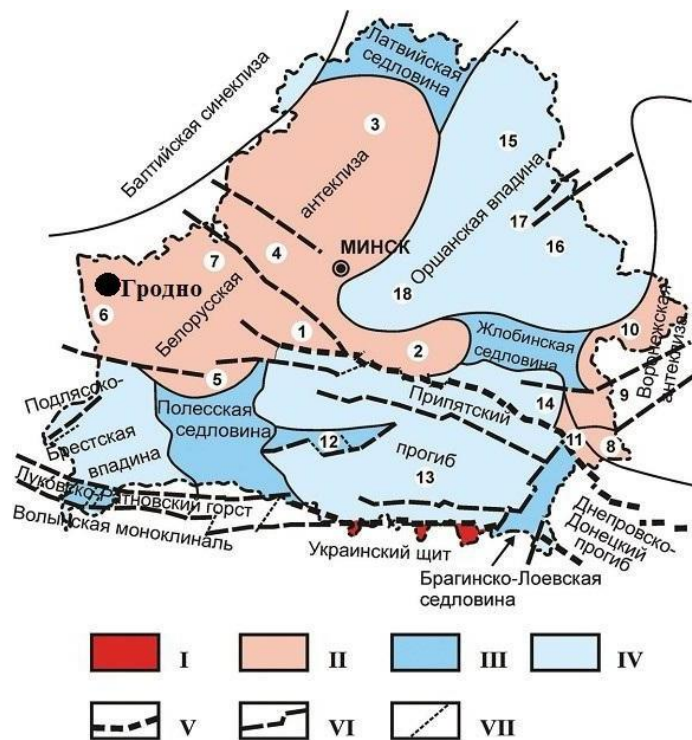 Латвийская
седловина
Балтийская синеклиза
3
15
антеклиза
Оршанская впадина
17
16
7
4
МИНСК
Гродно
6
Белорусская
18
10
Воронежская
антеклиза
1
2
Жлобинская
седловина
5
9
Подлясско-
Брестская
впадина
Полесская
седловина
Припятский
прогиб
14
12
11
8
13
Луковско-Ратновский горст
Волынская моноклиналь
Украинский щит
Днепровско-
Донецкий
прогиб
Брагинско-Лоевская
седловина
I
II
III
IV
V
VI
VII